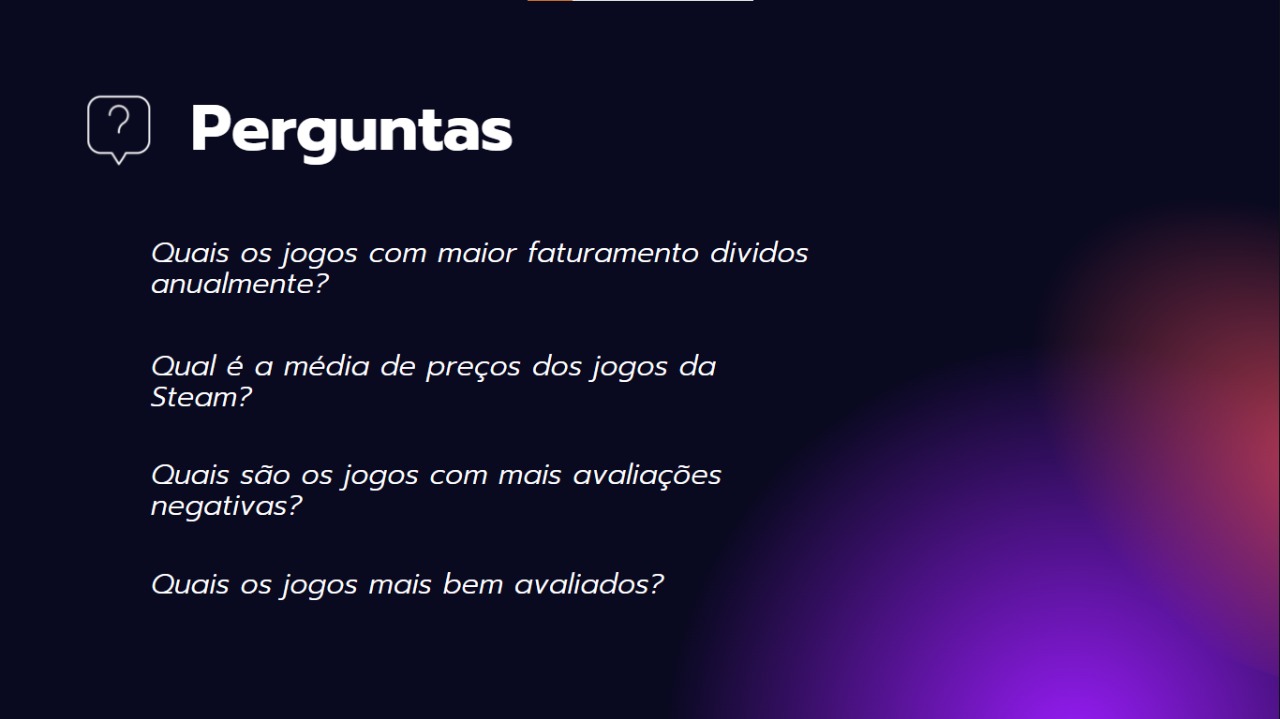 ?
Perguntas
Quais os jogos com maior faturamento dividos
anualmente?
Qual é a média de preços dos jogos da
Steam?
Quais são os jogos com mais avaliações
negativas?
Quais os jogos mais bem avaliados?